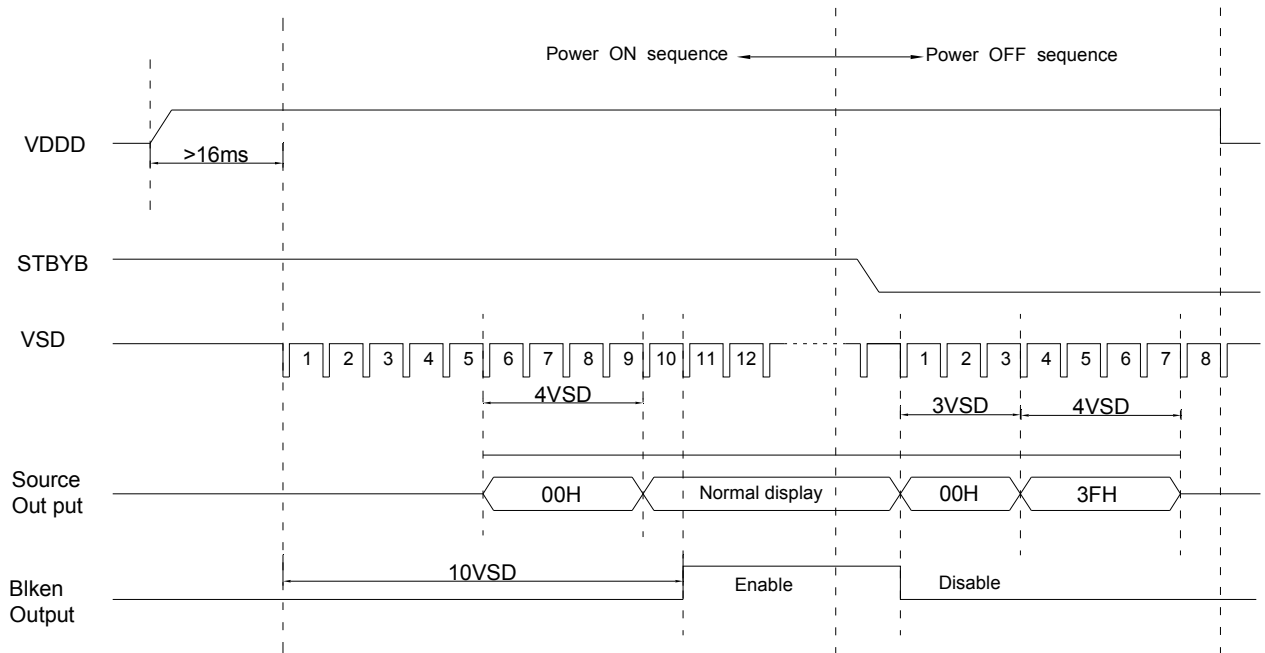 Power ON sequence
Power OFF sequence
VDDD
>16ms
STBYB
VSD
1 2 3 4 5 6 7 8 9 10 11 12 1 2 3 4 5 6 7 8
4VSD
3VSD
4VSD
Source
Out put
00H
Normal display
00H
3FH
10VSD
Blken
Output
Enable
Disable